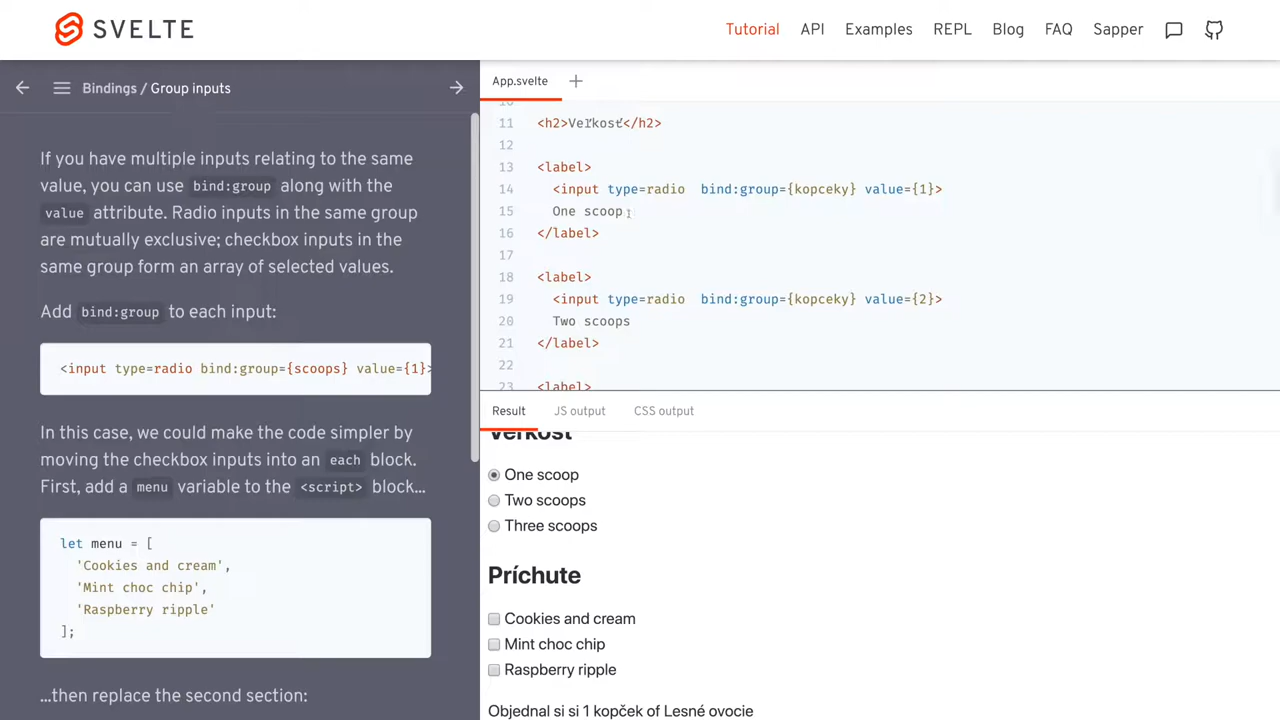 SVELTE
Tutorial API Examples REPL Blog FAQ Sapper
Bindings / Group inputs
If you have multiple inputs relating to the same
value, you can use bind:group along with the
value attribute. Radio inputs in the same group
are mutually exclusive; checkbox inputs in the
same group form an array of selected values.
Add bind:group to each input:
<input type=radio bind:group={scoops} value={1}>
In this case, we could make the code simpler by
moving the checkbox inputs into an each block.
First, add a menu variable to the <script> block...
let menu = [
'Cookies and cream',
'Mint choc chip',
'Raspberry ripple'
];
...then replace the second section:
App.svelte
10
11 <h2>Veľkosť</h2>
12
13 <label>
14 <input type=radio bind:group={kopceky} value={1}>
15 One scoop
16 </label>
17
18 <label>
19 <input type=radio bind:group={kopceky} value={2}>
20 Two scoops
21 </label>
22
23 <label>
Result JS output CSS output
Veľkosť
One scoop
Two scoops
Three scoops
Príchute
Cookies and cream
Mint choc chip
Raspberry ripple
Objednal si si 1 kopček of Lesné ovocie